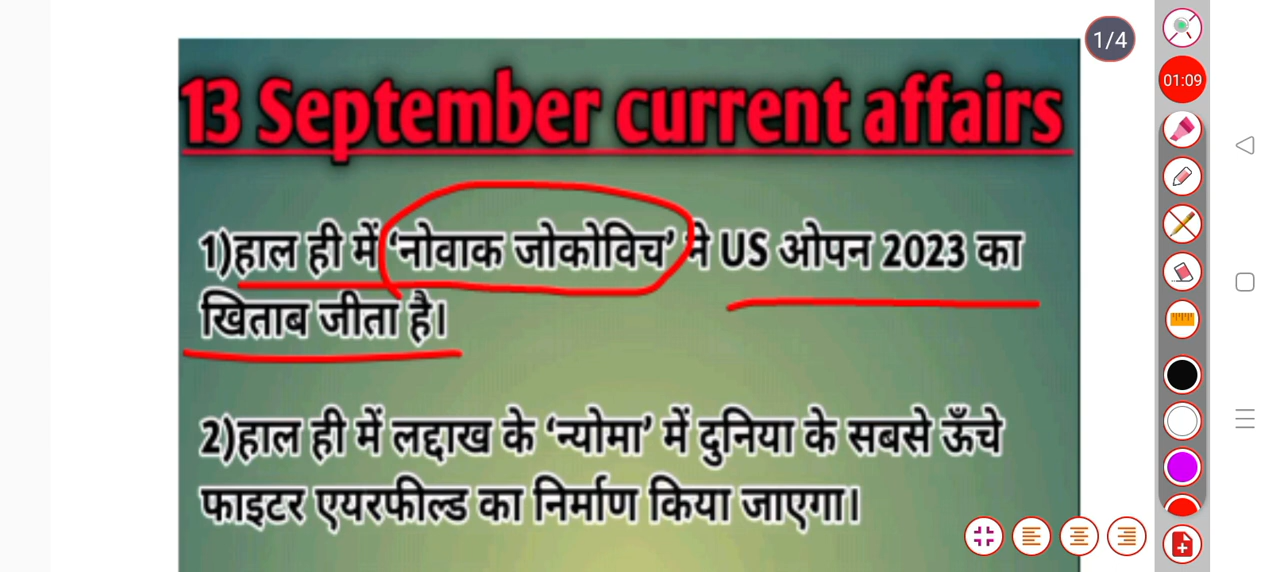 1/4
01:09
13 September current affairs
1)हाल ही में ‘नोवाक जोकोविच’ ने US ओपन 2023 का
खिताब जीता है।
2)हाल ही में लद्दाख के ‘न्योमा’ में दुनिया के सबसे ऊँचे
फाइटर एयरफील्ड का निर्माण किया जाएगा।